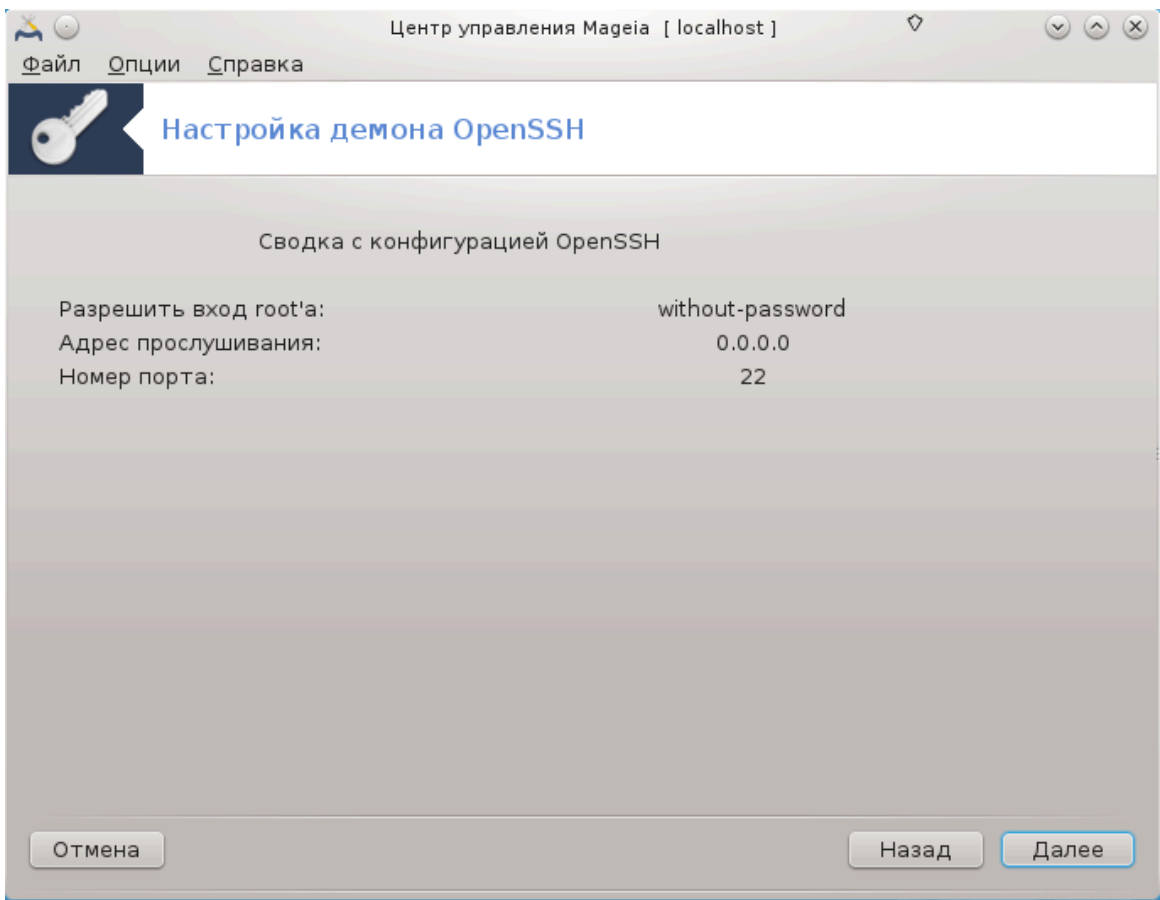 Центр управления Mageia [ localhost ]
Файл Опции Справка
Настройка демона OpenSSH
Сводка с конфигурацией OpenSSH
Разрешить вход root'а: without-password
Адрес прослушивания: 0.0.0.0
Номер порта: 22
Отмена Назад Далее